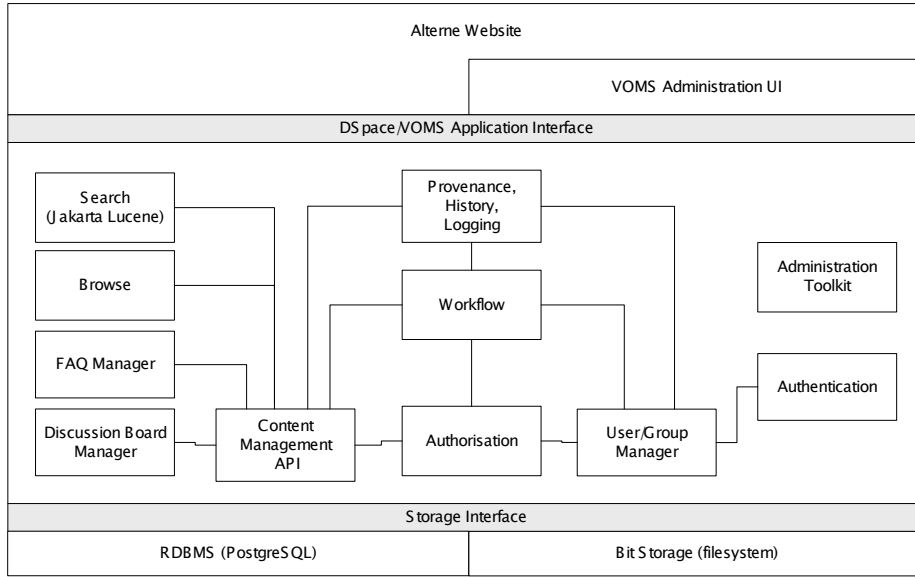 Alterne Website
VOMS Administration UI
DSpace/VOMS Application Interface
Search
(Jakarta Lucene)
Browse
FAQ Manager
Discussion Board
Manager
Content
Management
API
Provenance,
History,
Logging
Workflow
Authorisation
User/Group
Manager
Administration
Toolkit
Authentication
Storage Interface
RDBMS (PostgreSQL)
Bit Storage (filesystem)